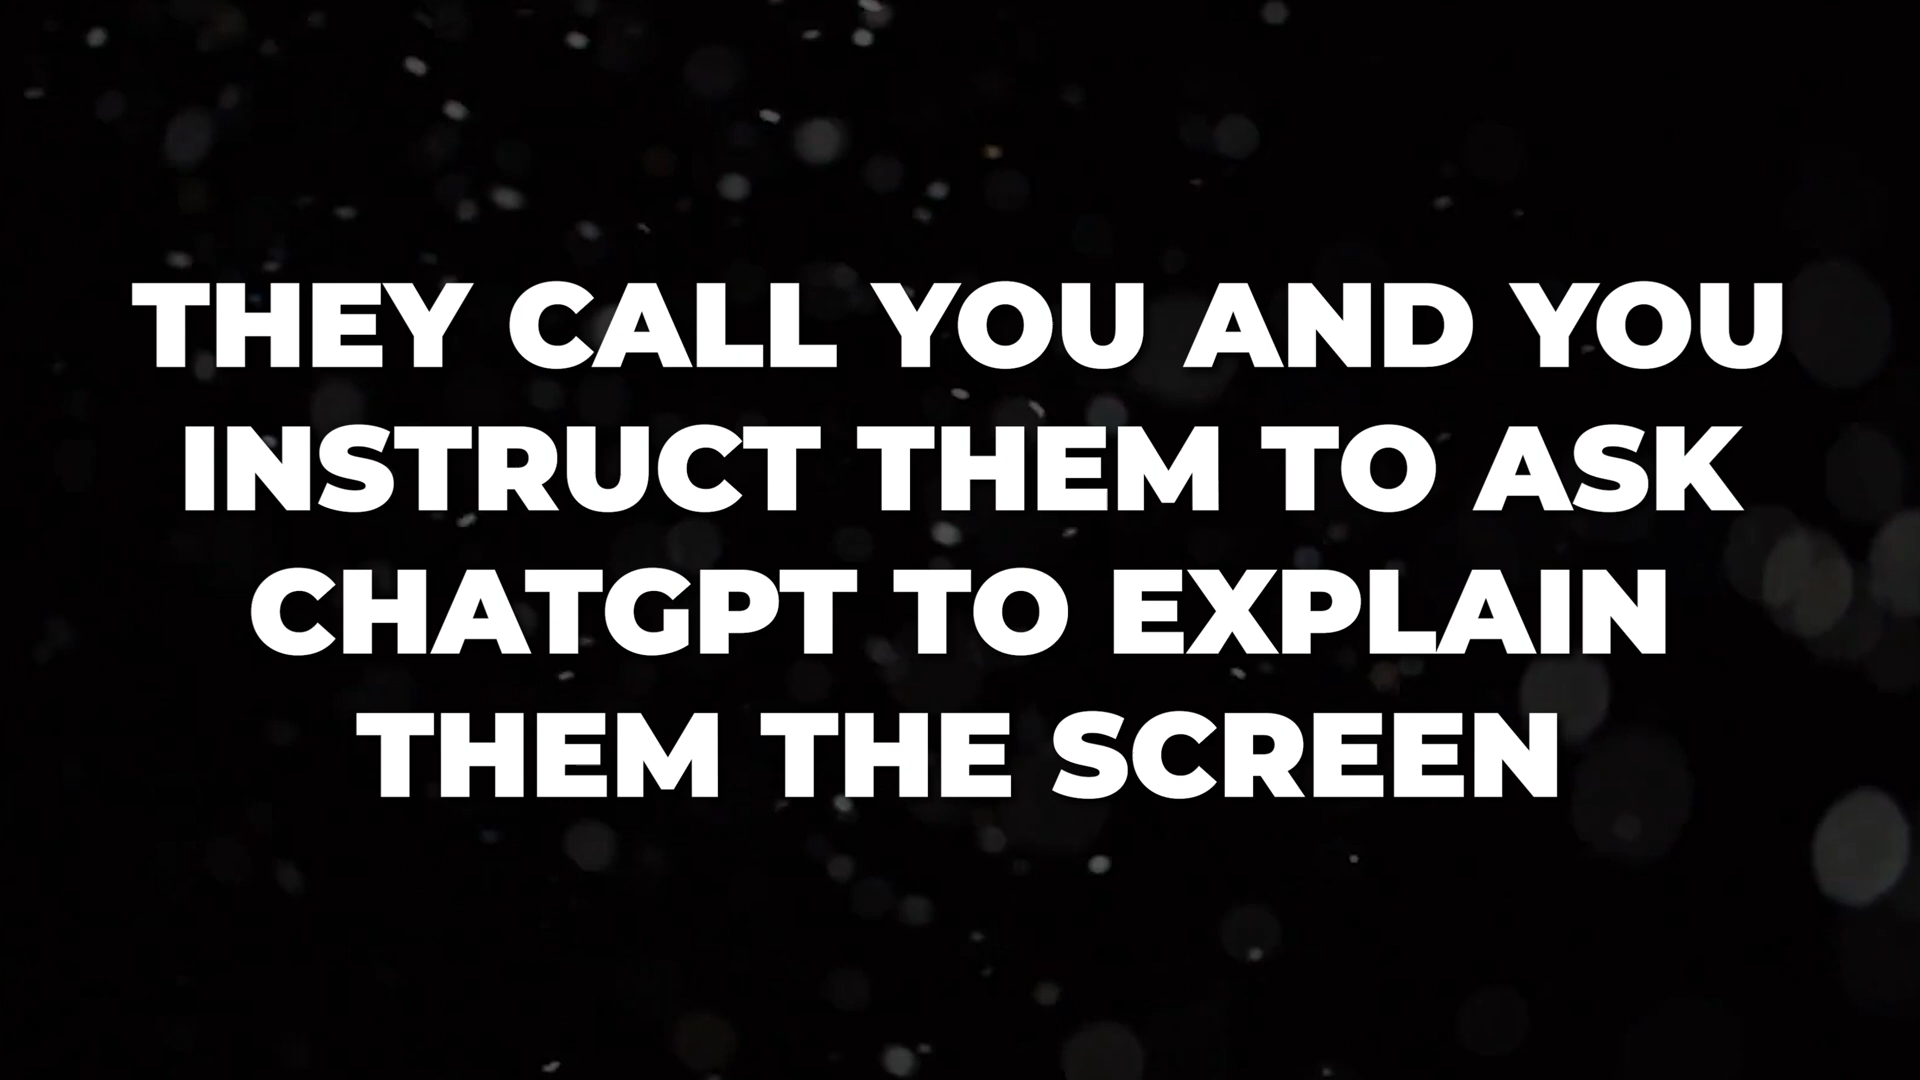 THEY CALL YOU AND YOU
INSTRUCT THEM TO ASK
CHATGPT TO EXPLAIN
THEM THE SCREEN